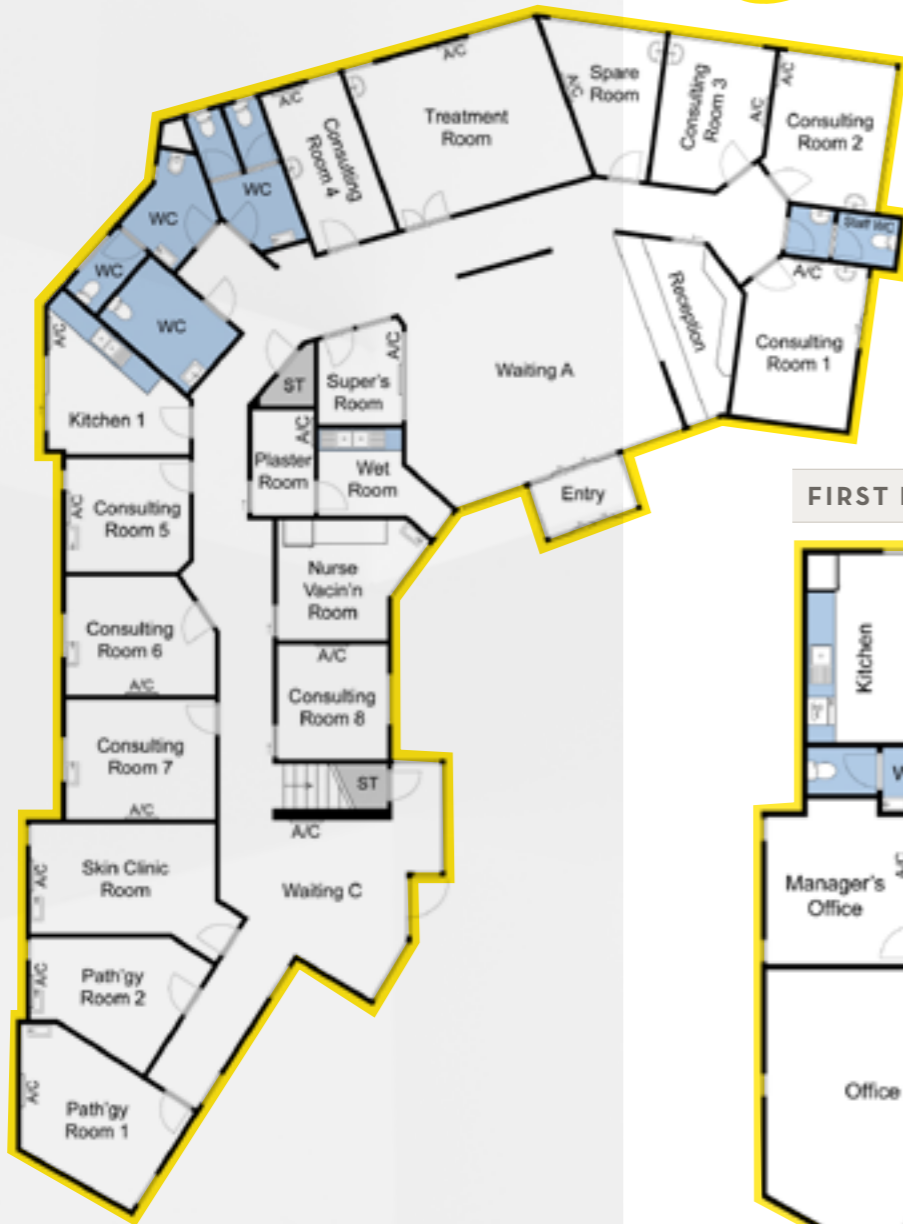 A/C
Treatment
Room
A/C
Spare
Room
Consulting
Room 3
A/C
A/C
Consulting
Room 2
A/C
Consulting
Room 4
WC
WC
WC
WC
Staff WC
A/C
Reception
Consulting
Room 1
Waiting A
A/C
Kitchen 1
ST
Super's
Room
A/C
A/C
Plaster
Room
Wet
Room
Entry
A/C
Consulting
Room 5
Nurse
Vacin'n
Room
Consulting
Room 6
A/C
A/C
Consulting
Room 8
Consulting
Room 7
A/C
ST
A/C
Waiting C
Skin Clinic
Room
A/C
Path'gy
Room 2
A/C
Path'gy
Room 1
A/C
FIRST
Kitchen
Manager's
Office
A/C
Office